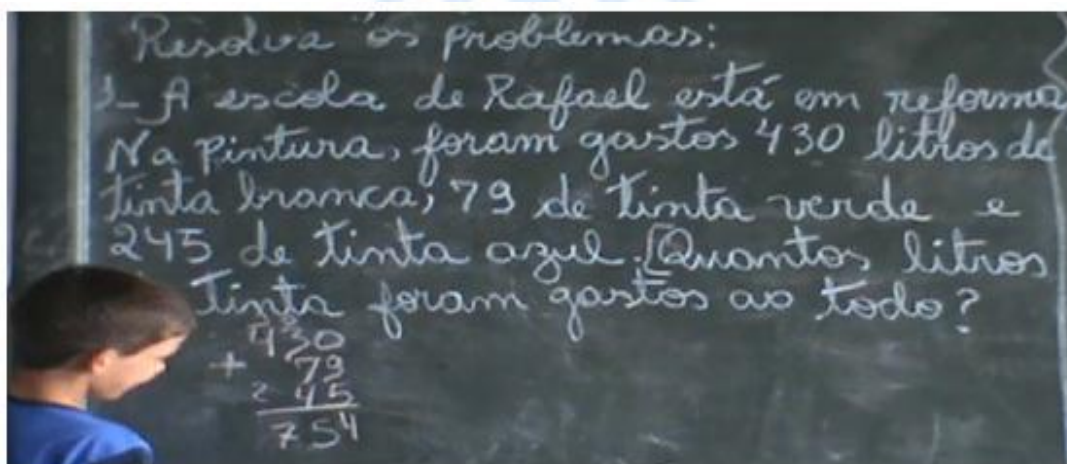 Resolva os problemas:
1- A escola de Rafael está em reforma
Na pintura, foram gastos 430 litros de
tinta branca, 79 de tinta verde e
245 de tinta azul. [Quantos litros
tinta foram gastos ao todo?
430
+ 79
245
754